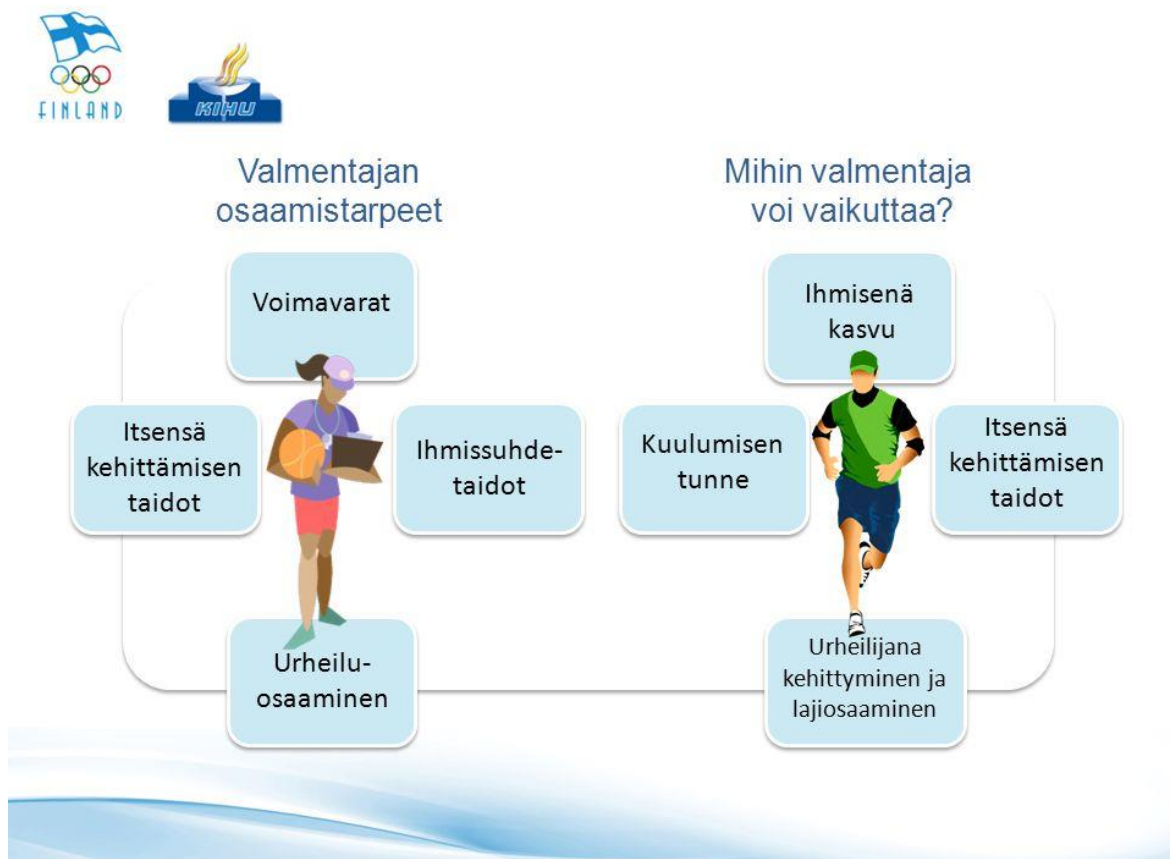 FINLAND
KIHU
Valmentajan
osaamistarpeet
Voimavarat
Itsensä
kehittämisen
taidot
Ihmissuhde-
taidot
Urheilu-
osaaminen
Mihin valmentaja
voi vaikuttaa?
Ihmisenä
kasvu
Kuulumisen
tunne
Itsensä
kehittämisen
taidot
Urheilijana
kehittyminen ja
lajiosaaminen